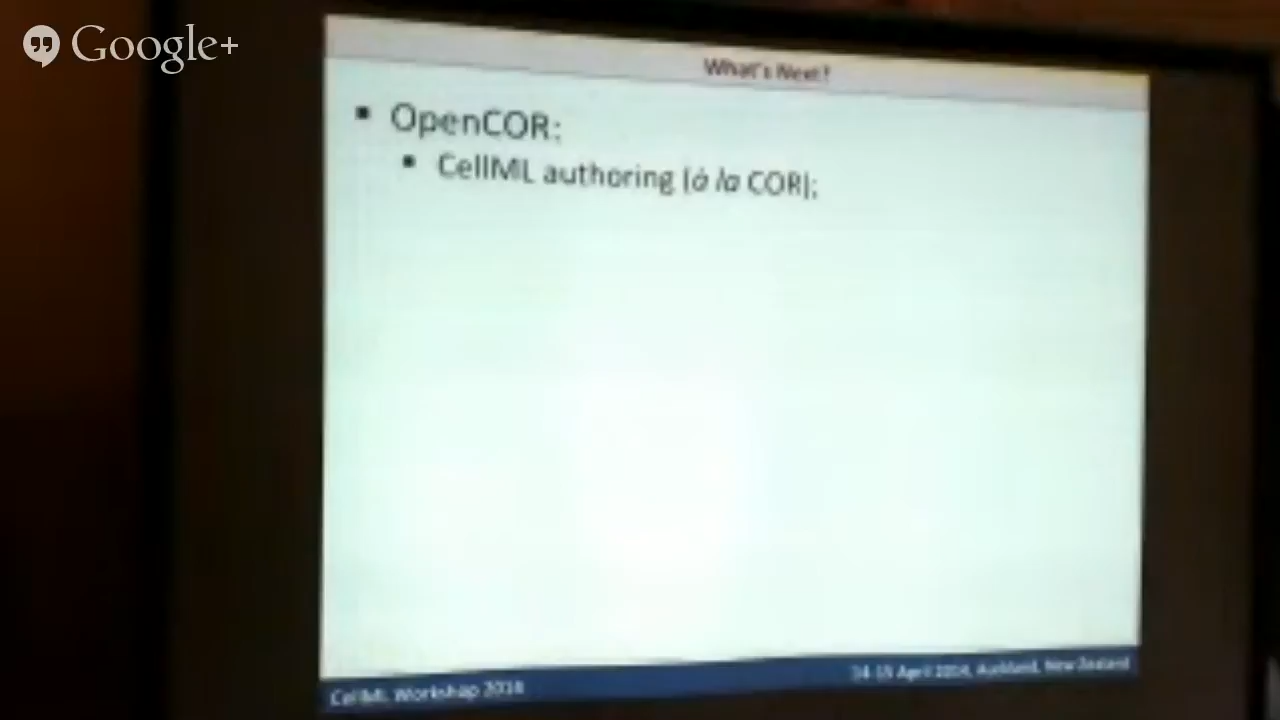 Google+
What's Next?
▪ OpenCOR:
▪ CellML authoring (à la COR);
CellML Workshop 2014
14-15 April 2014, Auckland, New Zealand